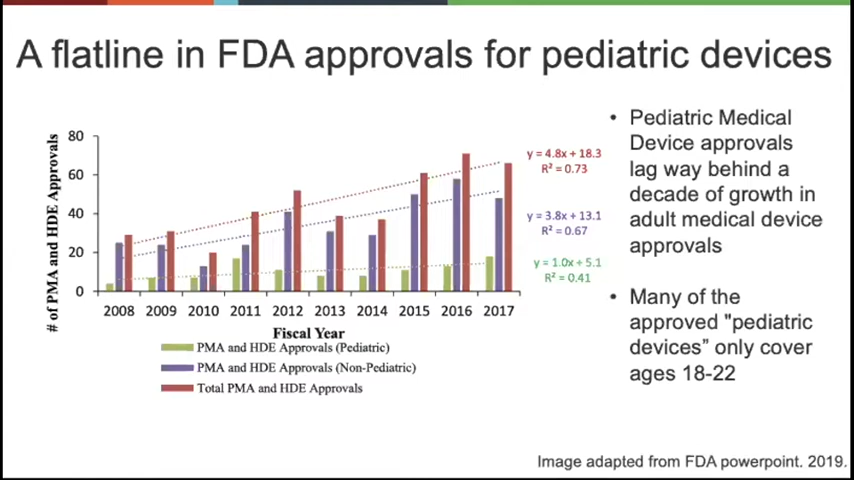 A flatline in FDA approvals for pediatric devices
# of PMA and HDE Approvals
80
60
40
20
0
2008 2009 2010 2011 2012 2013 2014 2015 2016 2017
Fiscal Year
y = 4.8x + 18.3
R² = 0.73
y = 3.8x + 13.1
R² = 0.67
y = 1.0x + 5.1
R² = 0.41
PMA and HDE Approvals (Pediatric)
PMA and HDE Approvals (Non-Pediatric)
Total PMA and HDE Approvals
• Pediatric Medical
Device approvals
lag way behind a
decade of growth in
adult medical device
approvals
• Many of the
approved "pediatric
devices” only cover
ages 18-22
Image adapted from FDA powerpoint. 2019.